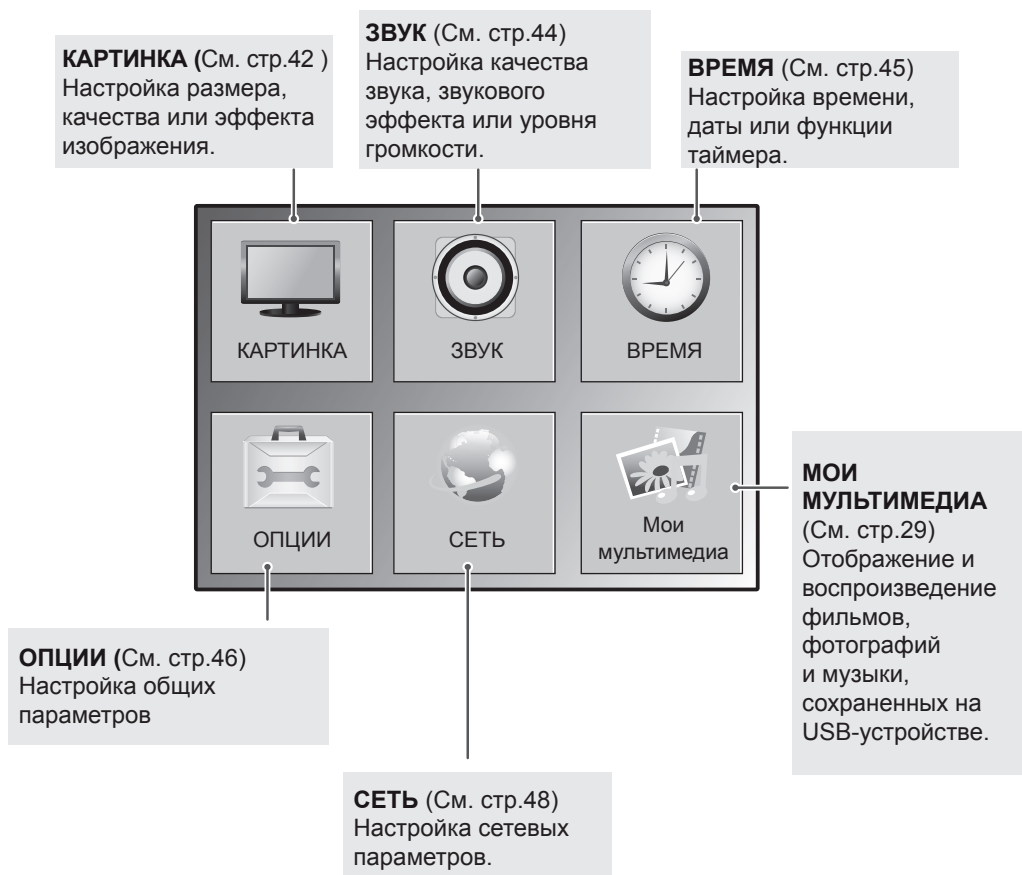 КАРТИНКА (См. стр.42 )
Настройка размера,
качества или эффекта
изображения.
ЗВУК (См. стр.44)
Настройка качества
звука, звукового
эффекта или уровня
громкости.
ВРЕМЯ (См. стр.45)
Настройка времени,
даты или функции
таймера.
КАРТИНКА
ЗВУК
ВРЕМЯ
ОПЦИИ
СЕТЬ
Мои
мультимедиа
МОИ
МУЛЬТИМЕДИА
(См. стр.29)
Отображение и
воспроизведение
фильмов,
фотографий
и музыки,
сохраненных на
USB-устройстве.
ОПЦИИ (См. стр.46)
Настройка общих
параметров
СЕТЬ (См. стр.48)
Настройка сетевых
параметров.